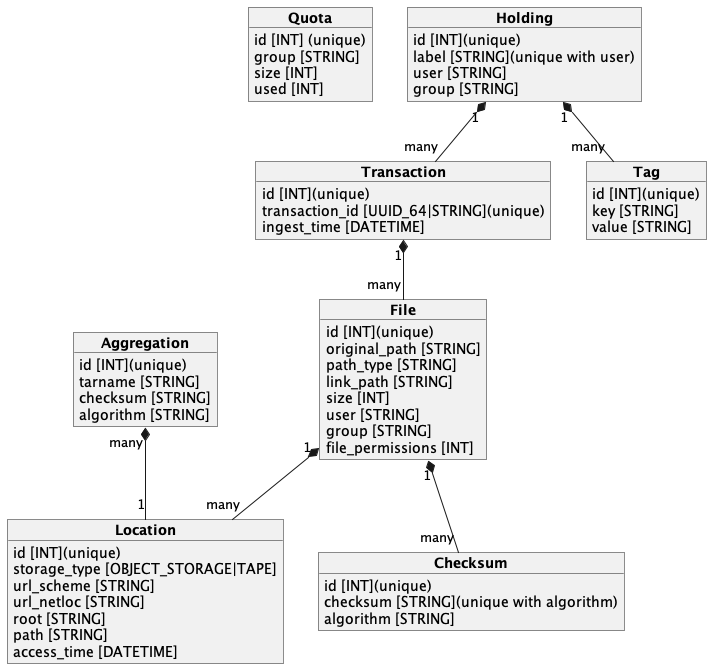 Quota
id [INT] (unique)
group [STRING]
size [INT]
used [INT]
Holding
id [INT](unique)
label [STRING](unique with user)
user [STRING]
group [STRING]
1
many
1
many
Transaction
id [INT](unique)
transaction_id [UUID_64|STRING](unique)
ingest_time [DATETIME]
Tag
id [INT](unique)
key [STRING]
value [STRING]
1
many
File
id [INT](unique)
original_path [STRING]
path_type [STRING]
link_path [STRING]
size [INT]
user [STRING]
group [STRING]
file_permissions [INT]
Aggregation
id [INT](unique)
tarname [STRING]
checksum [STRING]
algorithm [STRING]
many
1
1
many
1
many
Location
id [INT](unique)
storage_type [OBJECT_STORAGE|TAPE]
url_scheme [STRING]
url_netloc [STRING]
root [STRING]
path [STRING]
access_time [DATETIME]
Checksum
id [INT](unique)
checksum [STRING](unique with algorithm)
algorithm [STRING]